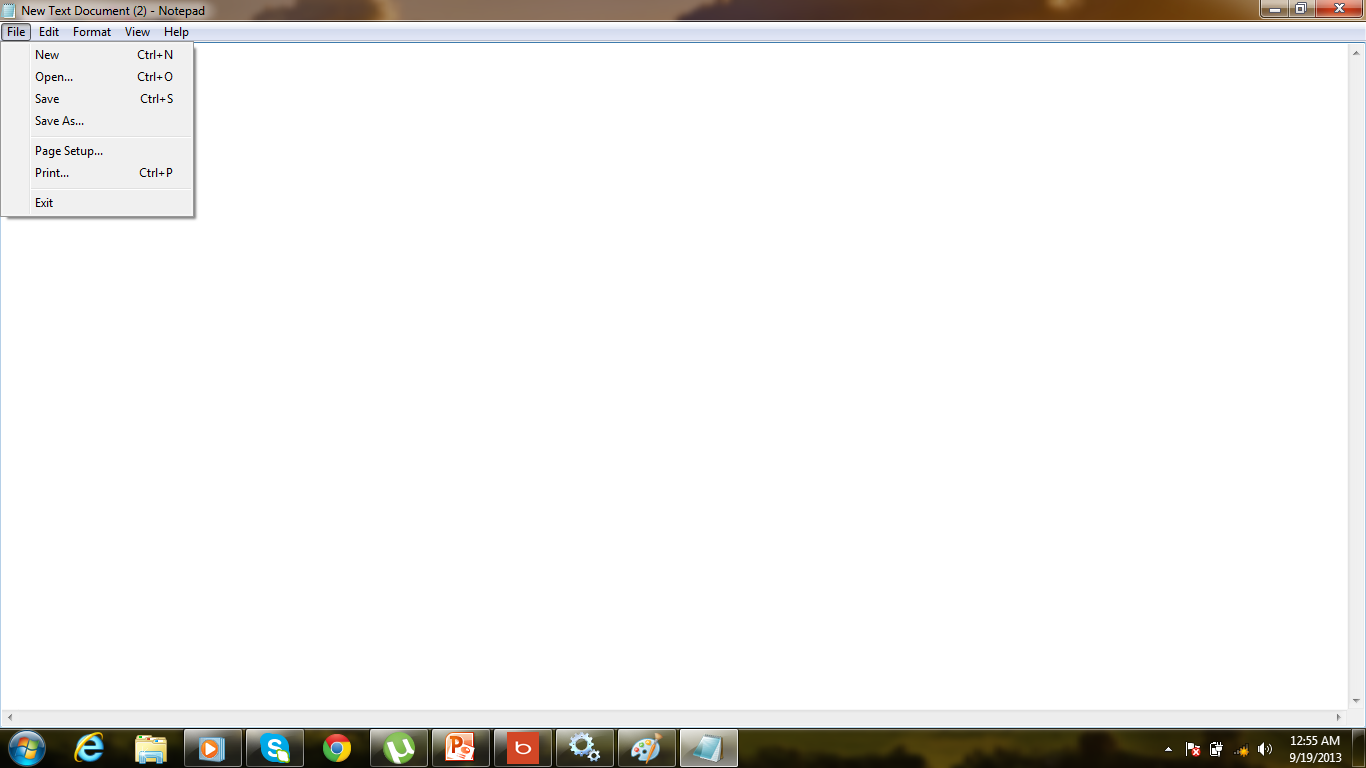 New Text Document (2) - Notepad
File Edit Format View Help
New Ctrl+N
Open... Ctrl+O
Save Ctrl+S
Save As...
Page Setup...
Print... Ctrl+P
Exit
12:55 AM
9/19/2013